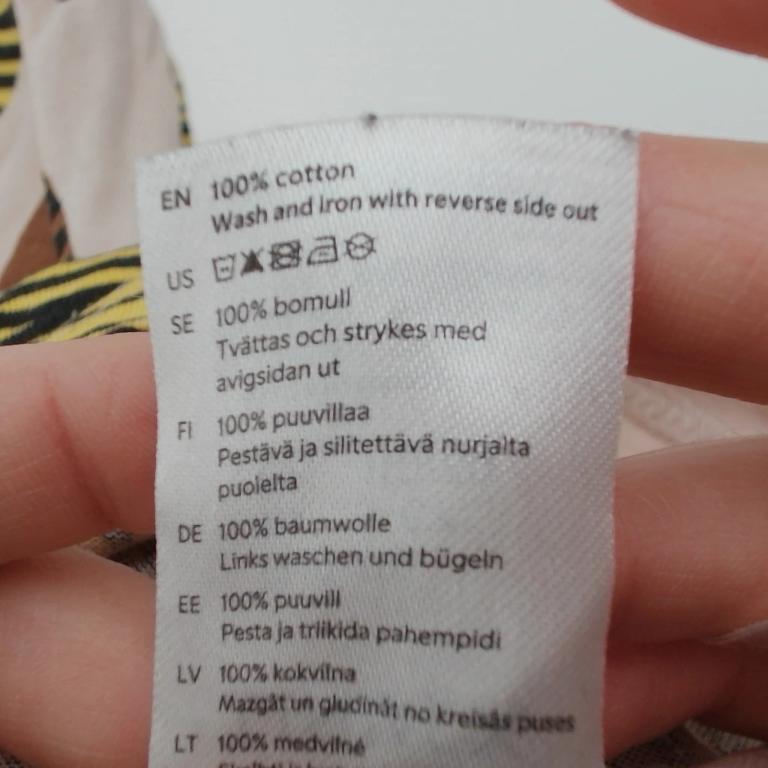 EN 100% cotton
Wash and iron with reverse side out
US
SE 100% bomull
Tvättas och strykes med
avigsidan ut
FI 100% puuvillaa
Pestävä ja silitettävä nurjalta
puolelta
DE 100% baumwolle
Links waschen und bügeln
EE 100% puuvill
Pesta ja triikida pahempidi
LV 100% kokvilna
Mazgāt un gludināt no kreisās puses
LT 100% medvilnė